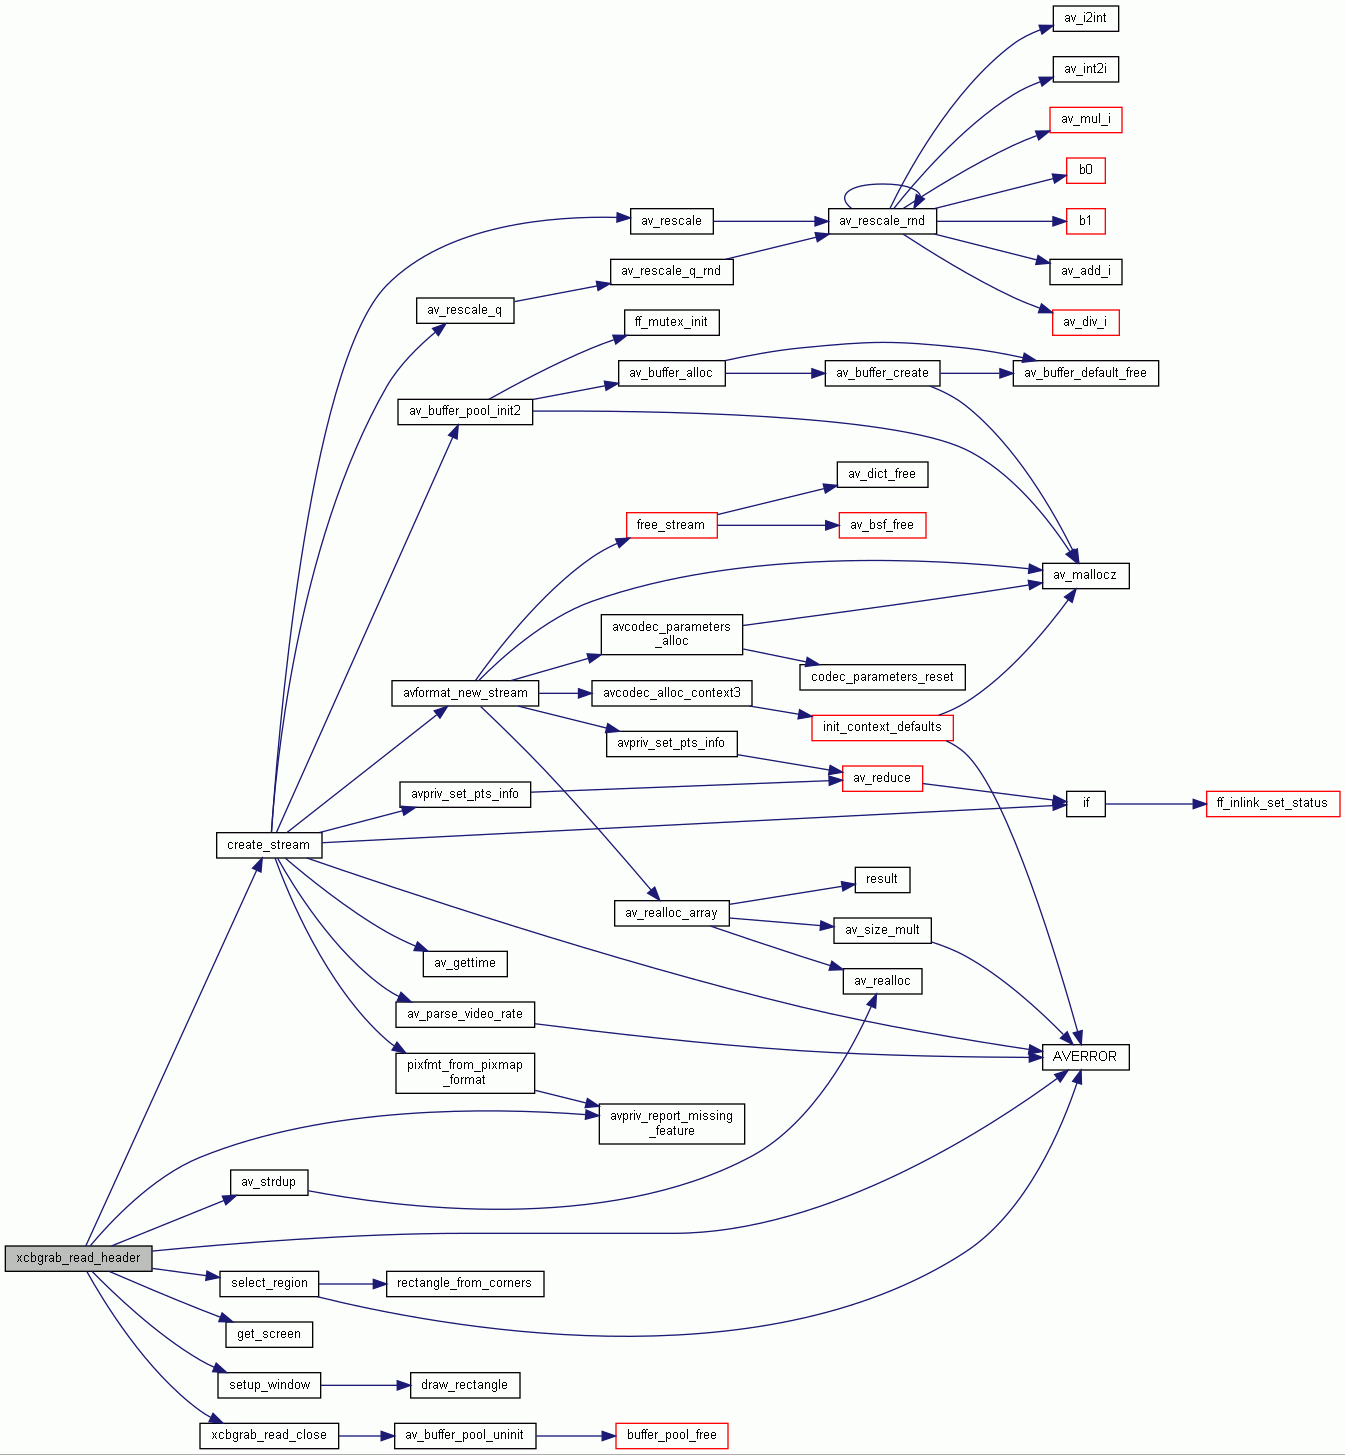 av_i2int
av_int2i
av_mul_i
b0
av_rescale
av_rescale_rnd
b1
av_rescale_q_rnd
av_add_i
av_rescale_q
ff_mutex_init
av_div_i
av_buffer_alloc
av_buffer_create
av_buffer_default_free
av_buffer_pool_init2
av_dict_free
free_stream
av_bsf_free
av_mallocz
avcodec_parameters
_alloc
codec_parameters_reset
avformat_new_stream
avcodec_alloc_context3
init_context_defaults
avpriv_set_pts_info
av_reduce
avpriv_set_pts_info
if
ff_inlink_set_status
create_stream
result
av_realloc_array
av_size_mult
av_gettime
av_realloc
av_parse_video_rate
AVERROR
pixfmt_from_pixmap
_format
avpriv_report_missing
_feature
av_strdup
xcbgrab_read_header
select_region
rectangle_from_corners
get_screen
setup_window
draw_rectangle
xcbgrab_read_close
av_buffer_pool_uninit
buffer_pool_free